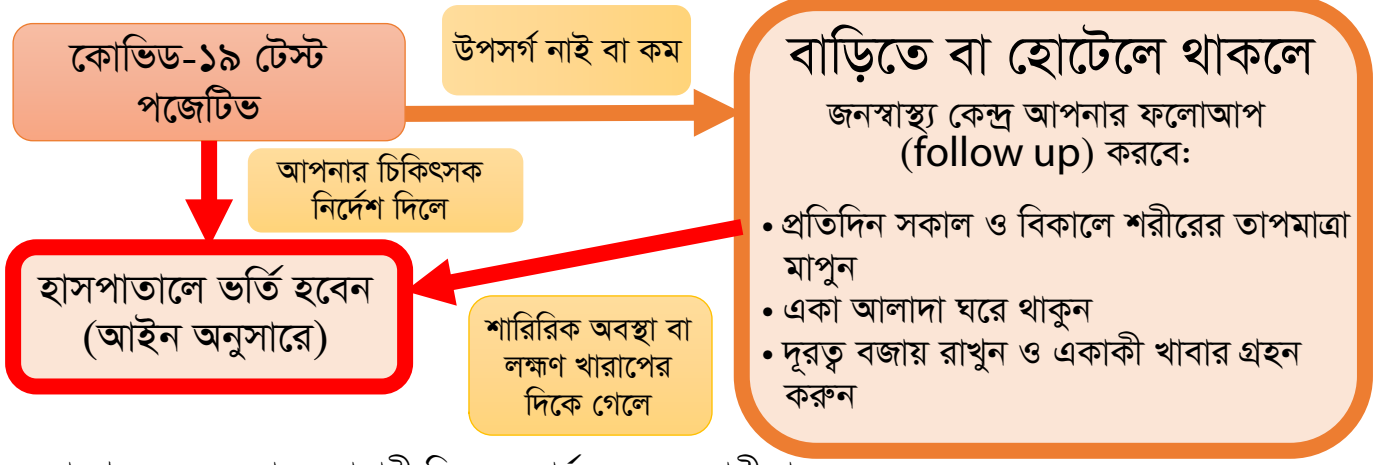 কোভিড-১৯ টেস্ট
পজেটিভ
উপসর্গ নাই বা কম
আপনার চিকিৎসক
নির্দেশ দিলে
হাসপাতালে ভর্তি হবেন
(আইন অনুসারে)
শারিরিক অবস্থা বা
লক্ষণ খারাপের
দিকে গেলে
বাড়িতে বা হোটেলে থাকলে
জনস্বাস্থ্য কেন্দ্র আপনার ফলোআপ
(follow up) করবে:
• প্রতিদিন সকাল ও বিকালে শরীরের তাপমাত্রা
মাপুন
• একা আলাদা ঘরে থাকুন
• দূরত্ব বজায় রাখুন ও একাকী খাবার গ্রহন
করুন